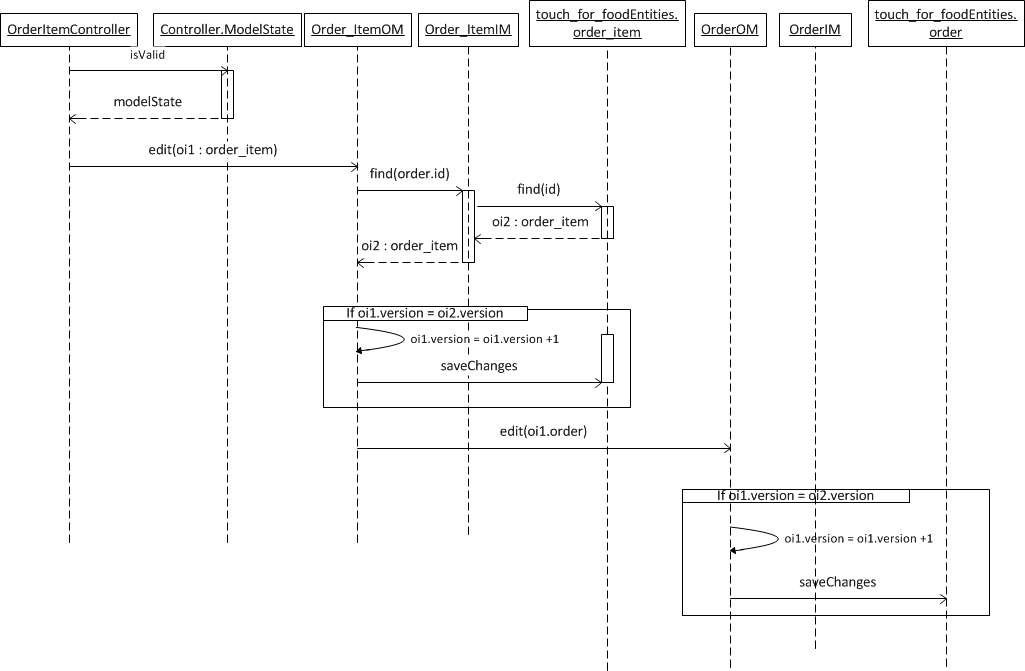 OrderItemController
Controller.ModelState
Order_ItemOM
Order_ItemIM
touch_for_foodEntities.
order_item
OrderOM
OrderIM
touch_for_foodEntities.
order
isValid
modelState
edit(oi1 : order_item)
find(order.id)
find(id)
oi2 : order_item
oi2 : order_item
If oi1.version = oi2.version
oi1.version = oi1.version +1
saveChanges
edit(oi1.order)
If oi1.version = oi2.version
oi1.version = oi1.version +1
saveChanges